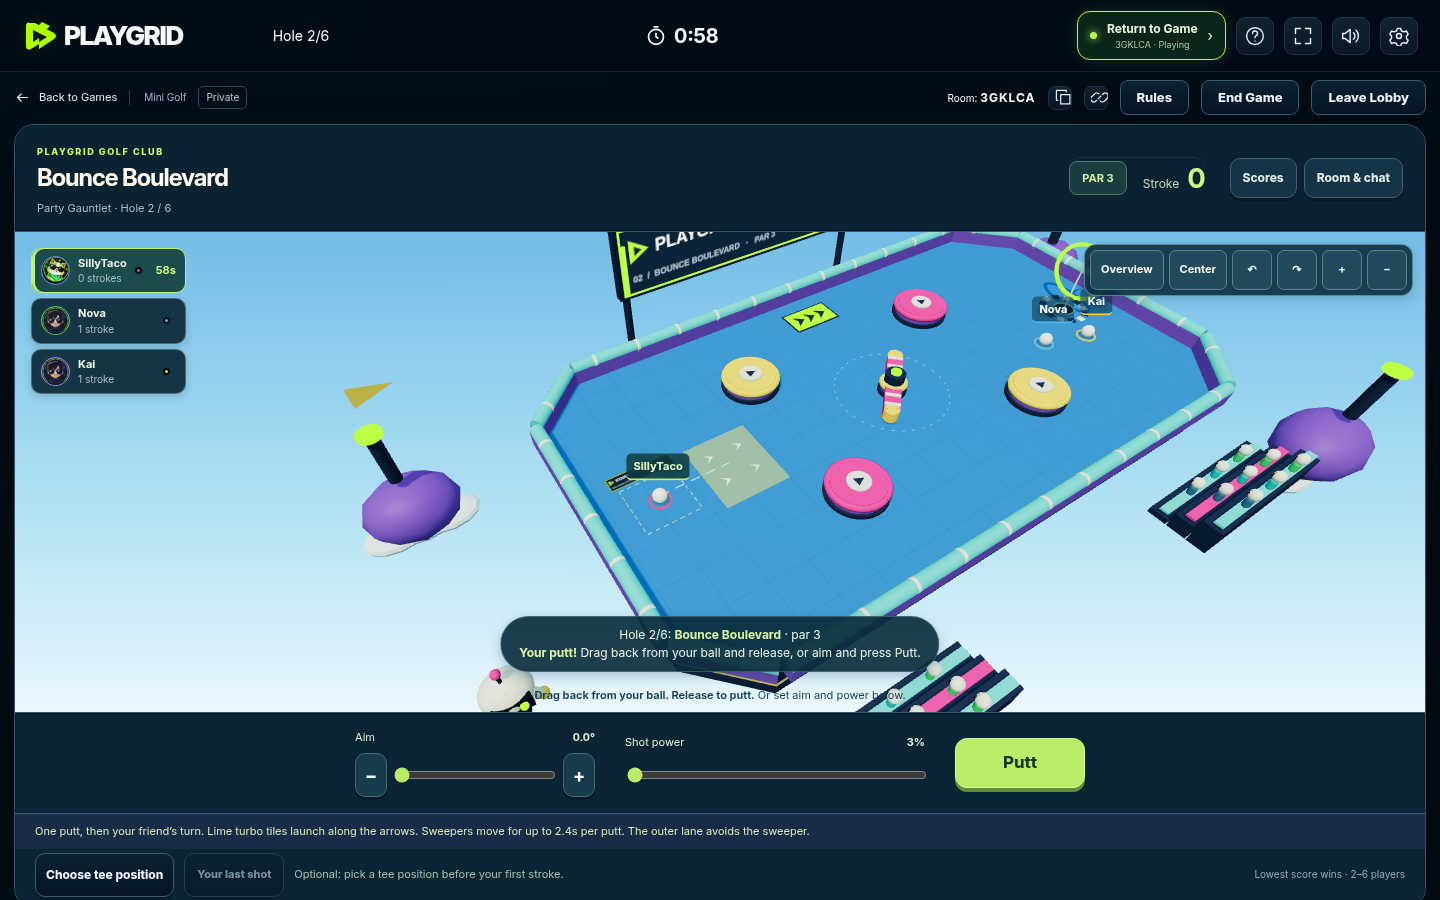 PLAYGRID
Hole 2/6
0:58
Return to Game
3GKLCA · Playing
Back to Games
Mini Golf
Private
Room: 3GKLCA
Rules
End Game
Leave Lobby
PLAYGRID GOLF CLUB
Bounce Boulevard
Party Gauntlet · Hole 2 / 6
PAR 3
Stroke 0
Scores
Room & chat
SillyTaco
0 strokes
58s
Nova
1 stroke
Kai
1 stroke
02 / BOUNCE BOULEVARD · PAR 3
Overview
Center
↶
↷
+
−
Nova
Kai
SillyTaco
Hole 2/6: Bounce Boulevard · par 3
Your putt! Drag back from your ball and release, or aim and press Putt.
Drag back from your ball. Release to putt. Or set aim and power below.
Aim
0.0°
Shot power
3%
−
+
Putt
One putt, then your friend’s turn. Lime turbo tiles launch along the arrows. Sweepers move for up to 2.4s per putt. The outer lane avoids the sweeper.
Choose tee position
Your last shot
Optional: pick a tee position before your first stroke.
Lowest score wins · 2–6 players